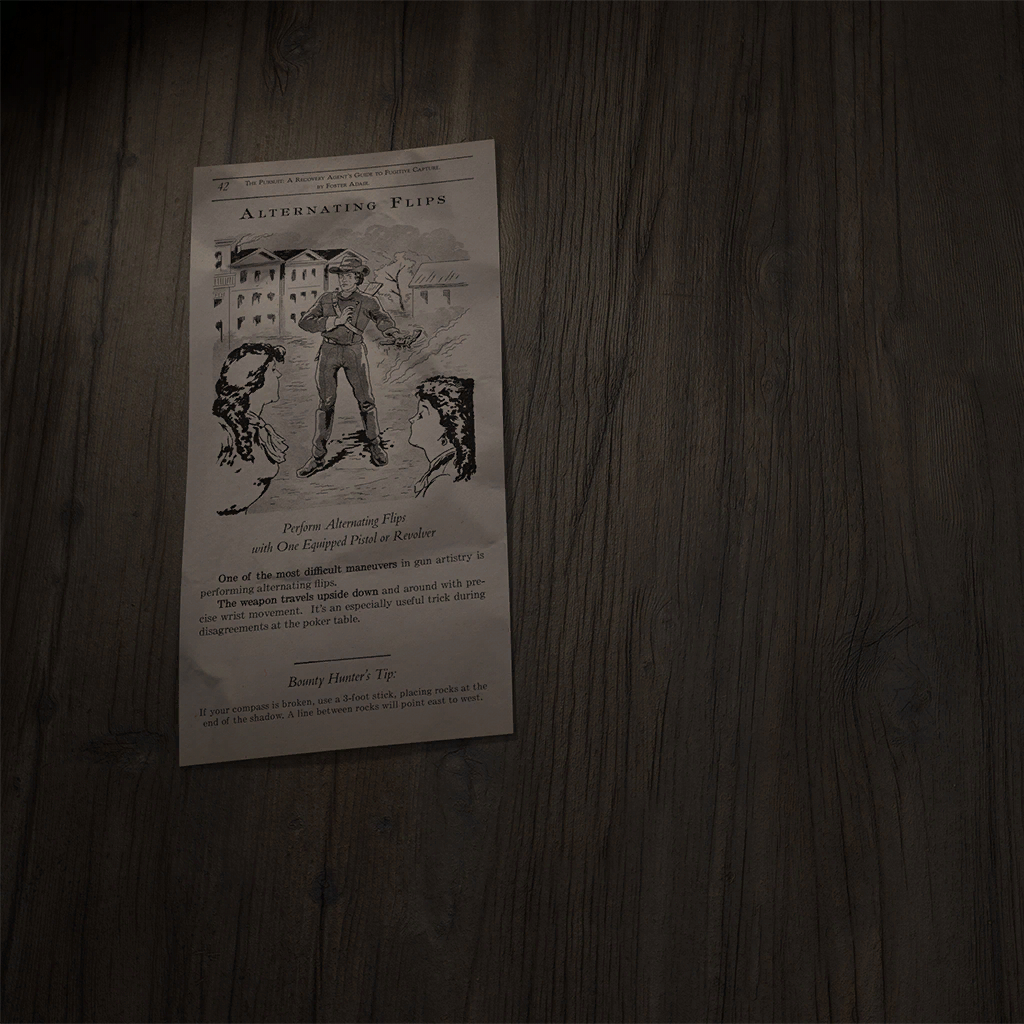 42 THE PURSUIT: A RECOVERY AGENT'S GUIDE TO FUGITIVE CAPTURE.
BY FORTER ADAIR.
ALTERNATING FLIPS
Perform Alternating Flips
with One Equipped Pistol or Revolver
One of the most difficult maneuvers in gun artistry is
performing alternating flips.
The weapon travels upside down and around with pre-
cise wrist movement. It's an especially useful trick during
disagreements at the poker table.
Bounty Hunter's Tip:
If your compass is broken, use a 3-foot stick, placing rocks at the
end of the shadow. A line between rocks will point east to west.